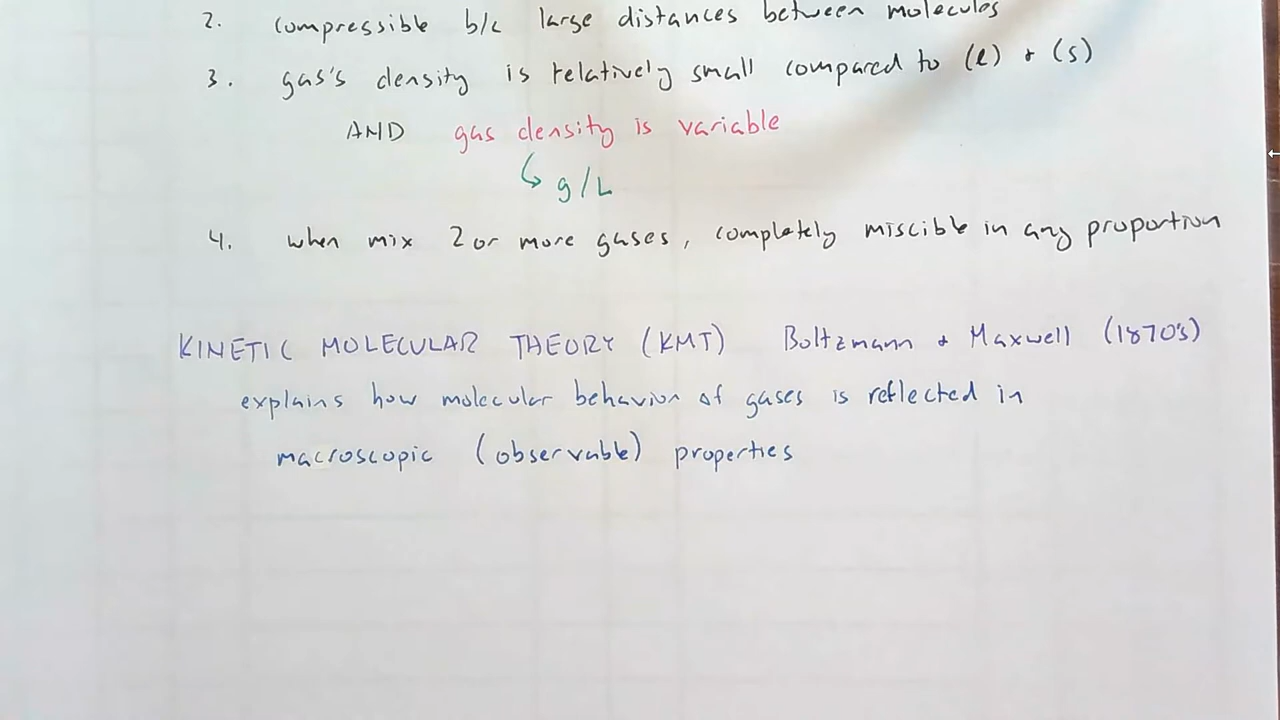 2. compressible b/c large distances between molecules
3. gas's density is relatively small compared to (l) + (s)
AND gas density is variable
↳ g/L
4. when mix 2 or more gases, completely miscible in any proportion
KINETIC MOLECULAR THEORY (KMT) Boltzmann + Maxwell (1870's)
explains how molecular behavior of gases is reflected in
macroscopic (observable) properties